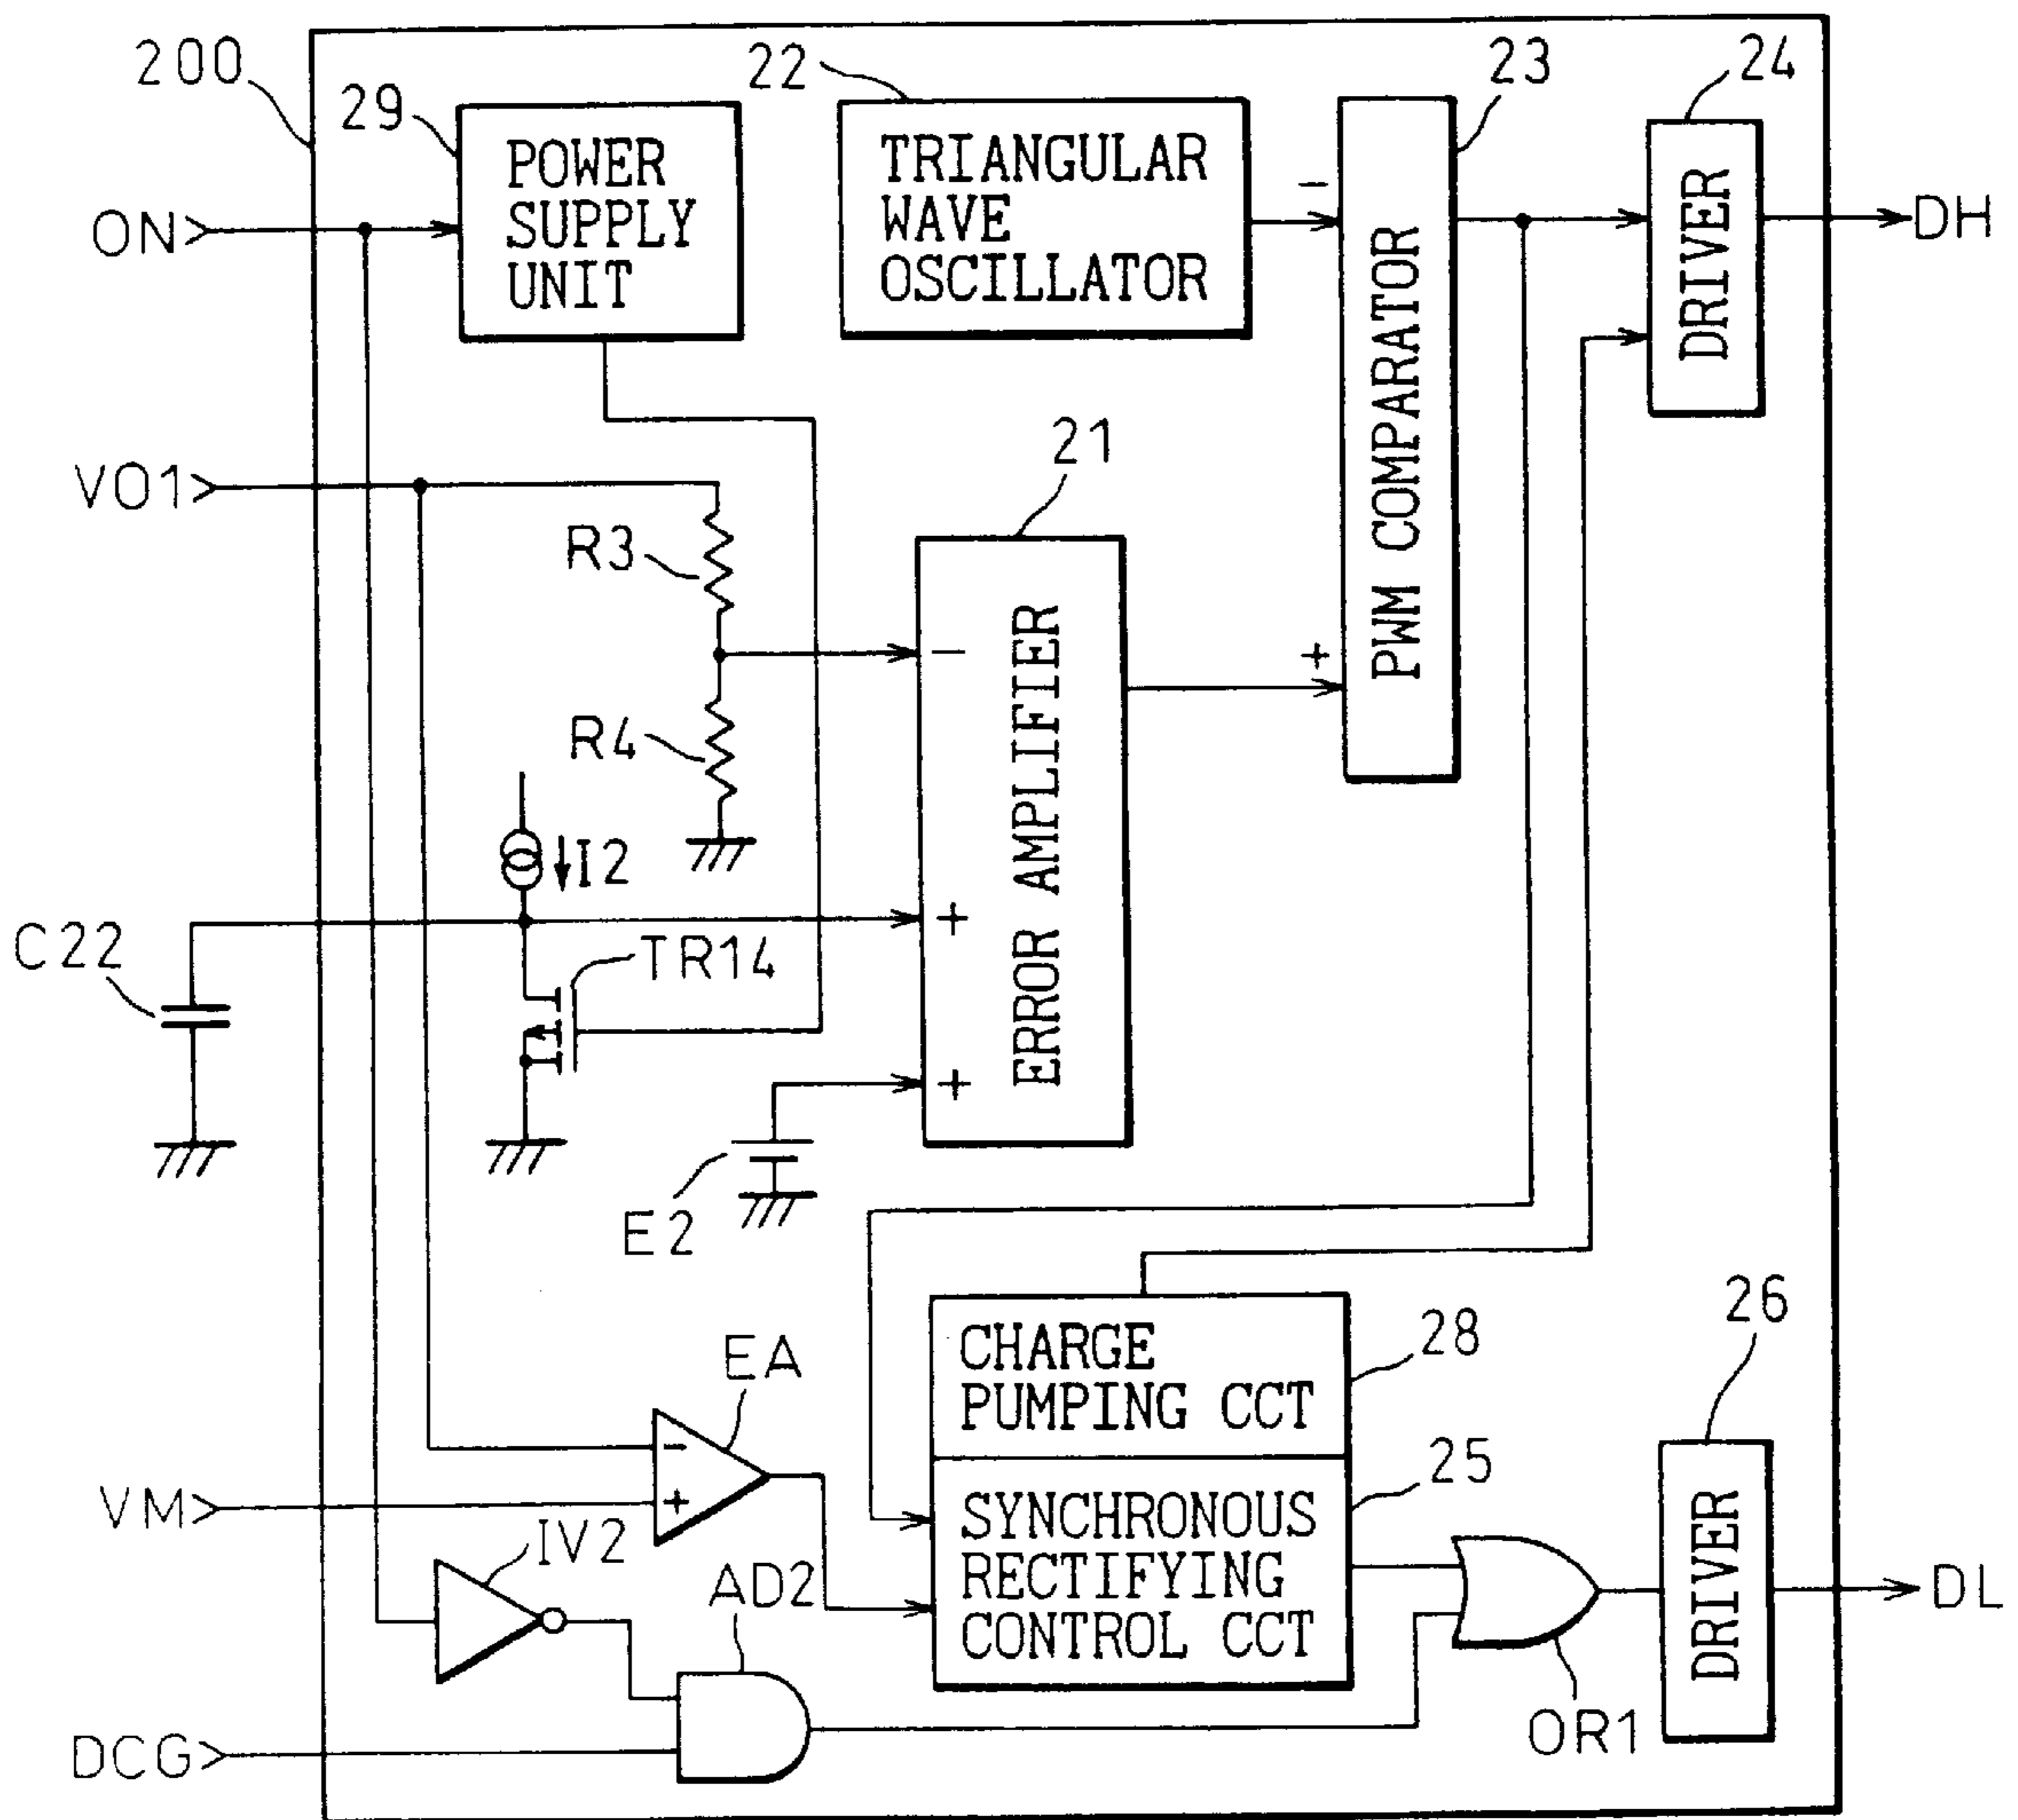 200
29
22
23
24
POWER
SUPPLY
UNIT
TRIANGULAR
WAVE
OSCILLATOR
-
PWM COMPARATOR
+
DRIVER
ON
DH
VO1
R3
R4
21
ERROR AMPLIFIER
-
+
+
I2
C22
TR14
E2
CHARGE
PUMPING CCT
28
26
EA
-
+
VM
SYNCHRONOUS
RECTIFYING
CONTROL CCT
25
IV2
AD2
DRIVER
DL
OR1
DCG